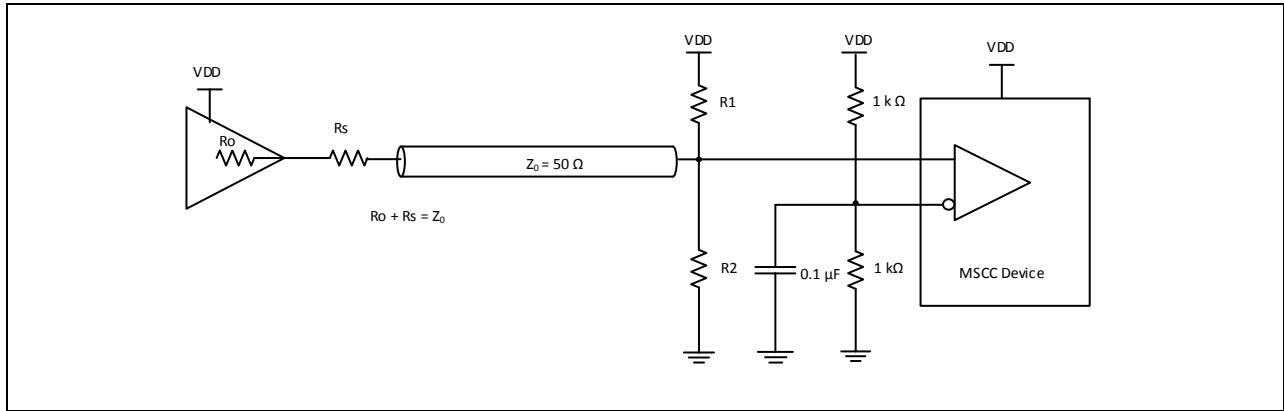 VDD
Ro
Rs
Z₀ = 50 Ω
Ro + Rs = Z₀
VDD
R1
R2
VDD
1 k Ω
0.1 µF
1 kΩ
VDD
MSCC Device